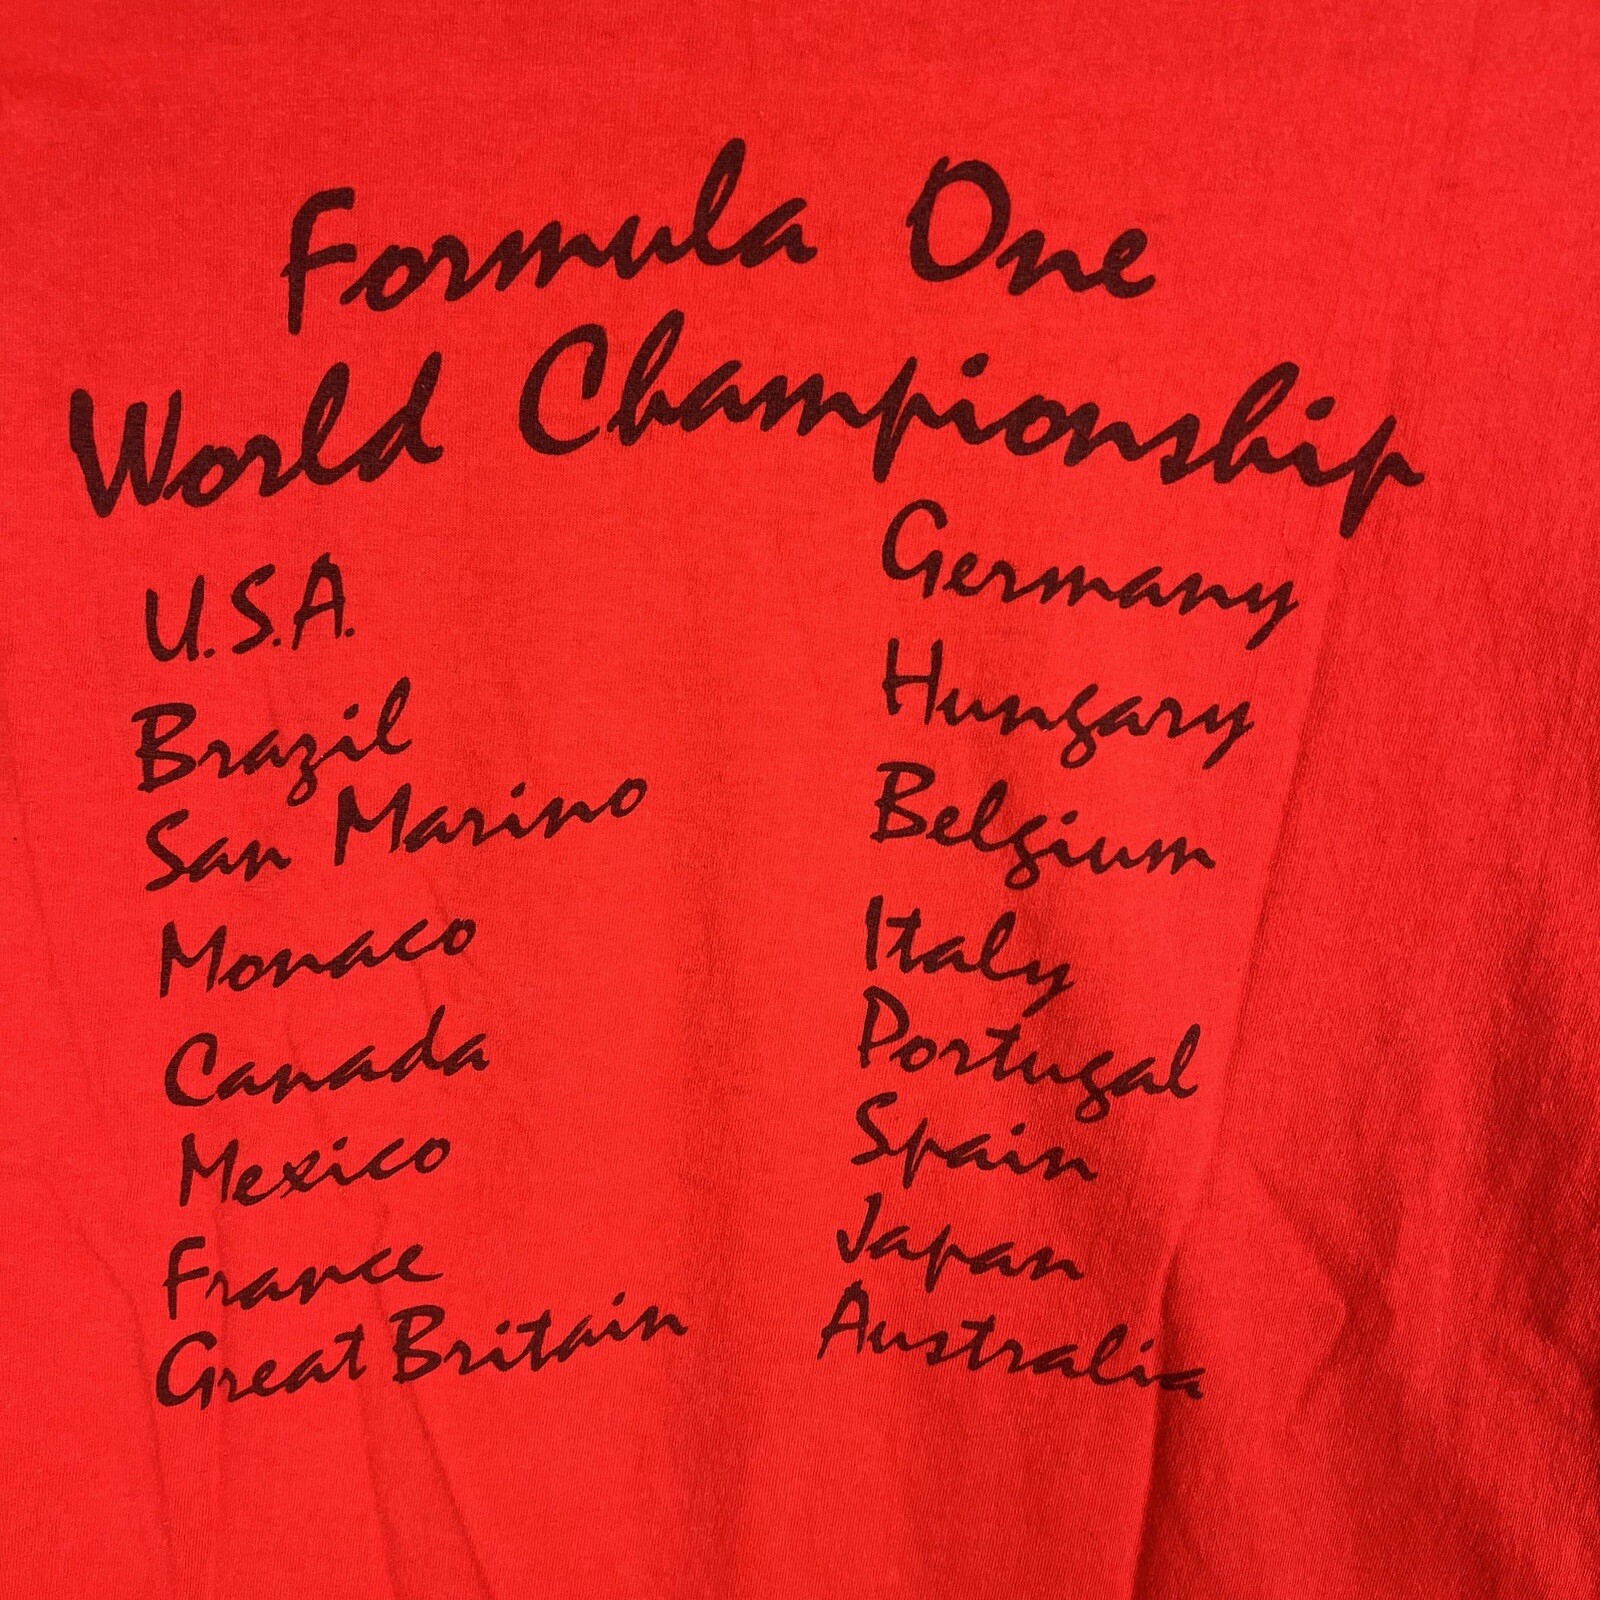 Formula One
World Championship
U.S.A.
Brazil
San Marino
Monaco
Canada
Mexico
France
Great Britain
Germany
Hungary
Belgium
Italy
Portugal
Spain
Japan
Australia